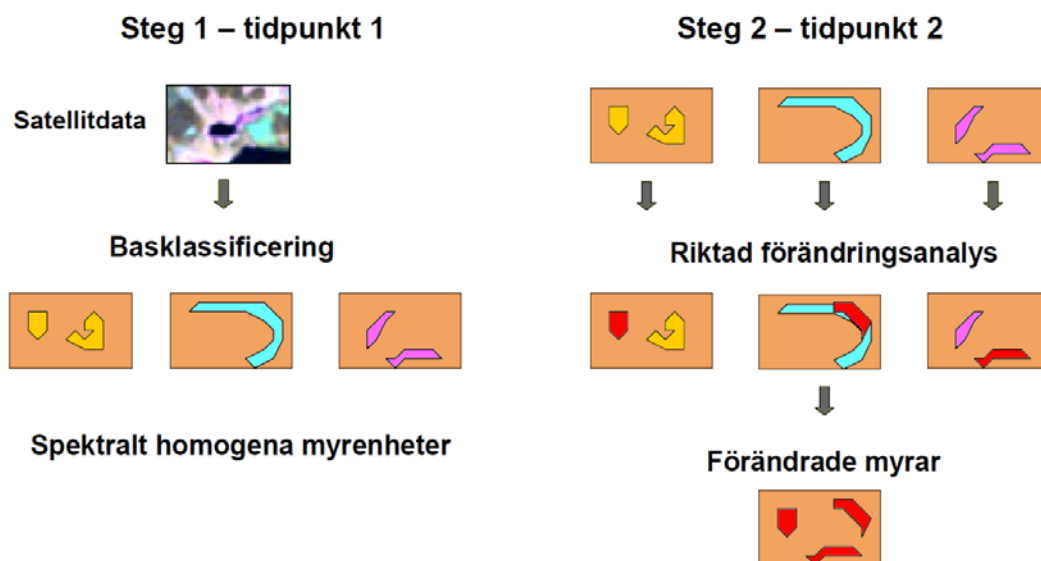 Steg 1 – tidpunkt 1
Satellitdata
Basklassificering
Spektralt homogena myrenheter
Steg 2 – tidpunkt 2
Riktad förändringsanalys
Förändrade myrar